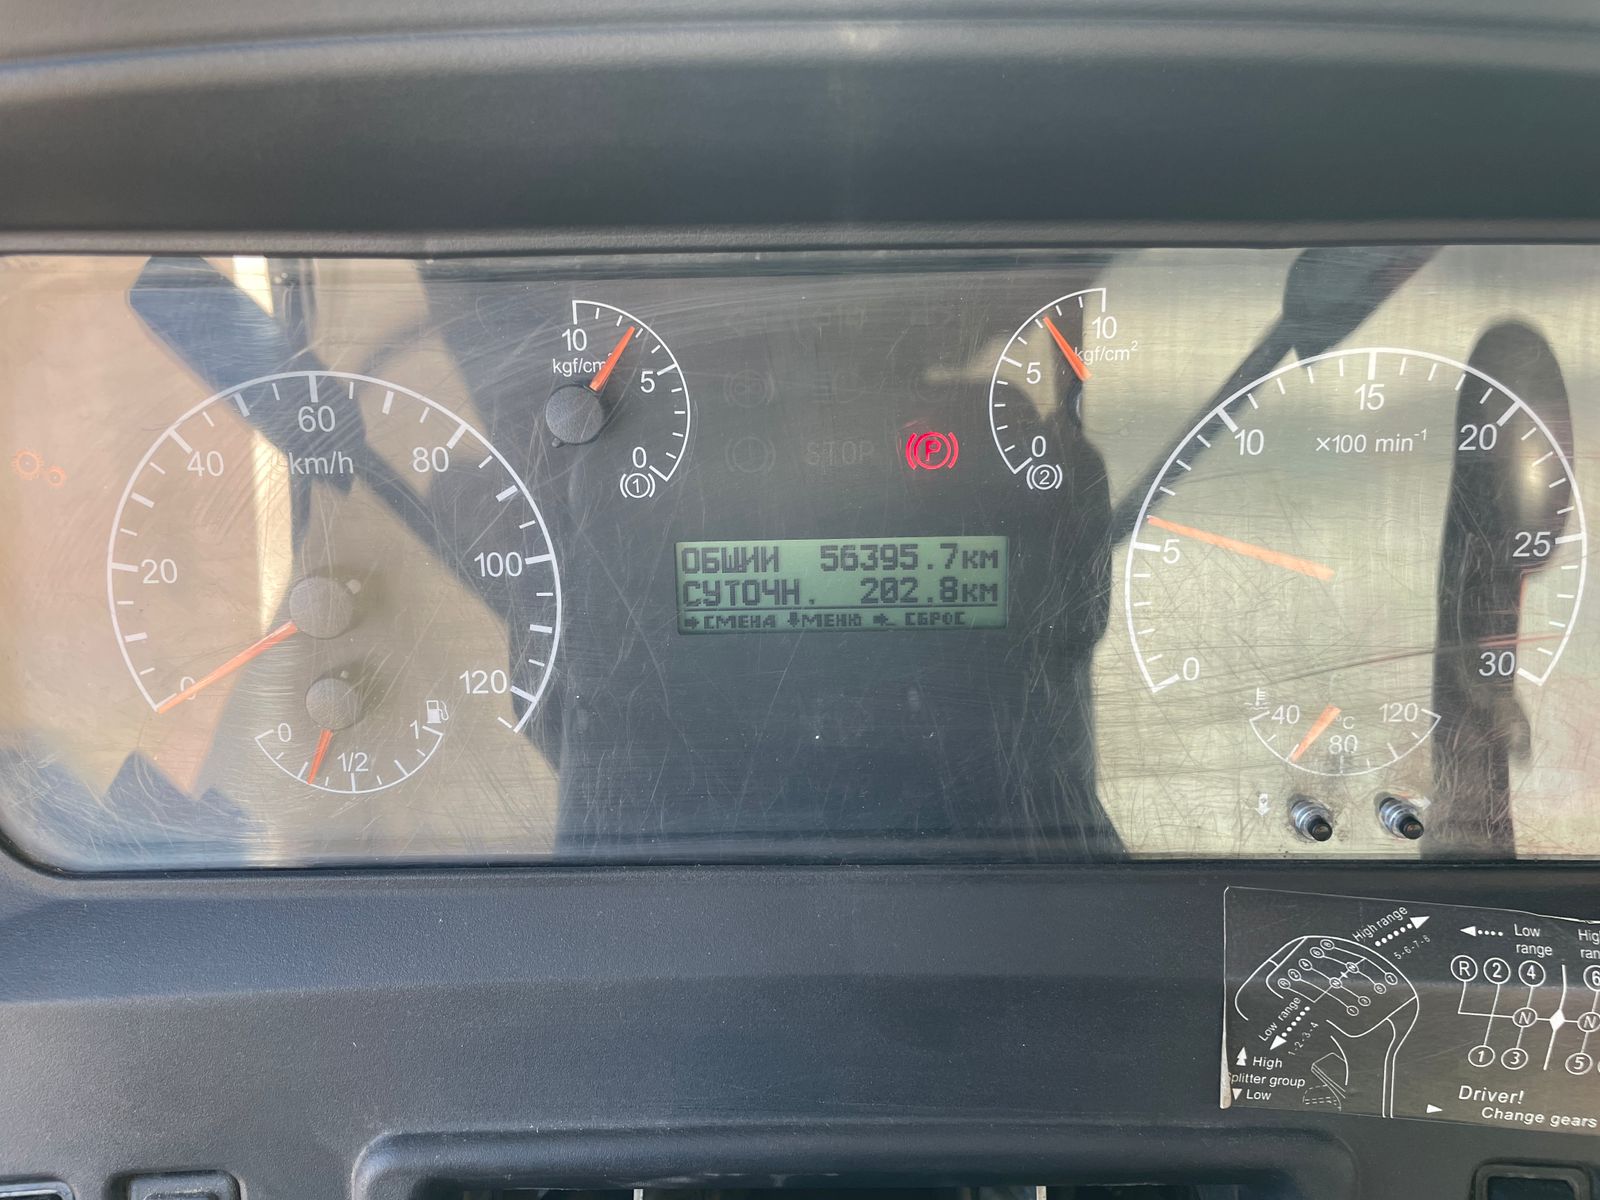 0
20
40
60
80
100
120
km/h
0
1/2
1
10
5
0
kgf/cm²
1
10
5
0
kgf/cm²
2
STOP
P
ОБЩИЙ 56395.7КМ
СУТОЧН. 202.8КМ
СМЕНА МЕНЮ СБРОС
0
5
10
15
20
25
30
×100 min⁻¹
40
80
120
°C
High range
5-6-7-8
Low range
1-2-3-4
High
Splitter group
Low
Low
range
R
2
4
6
N
N
1
3
5
Driver!
Change gears